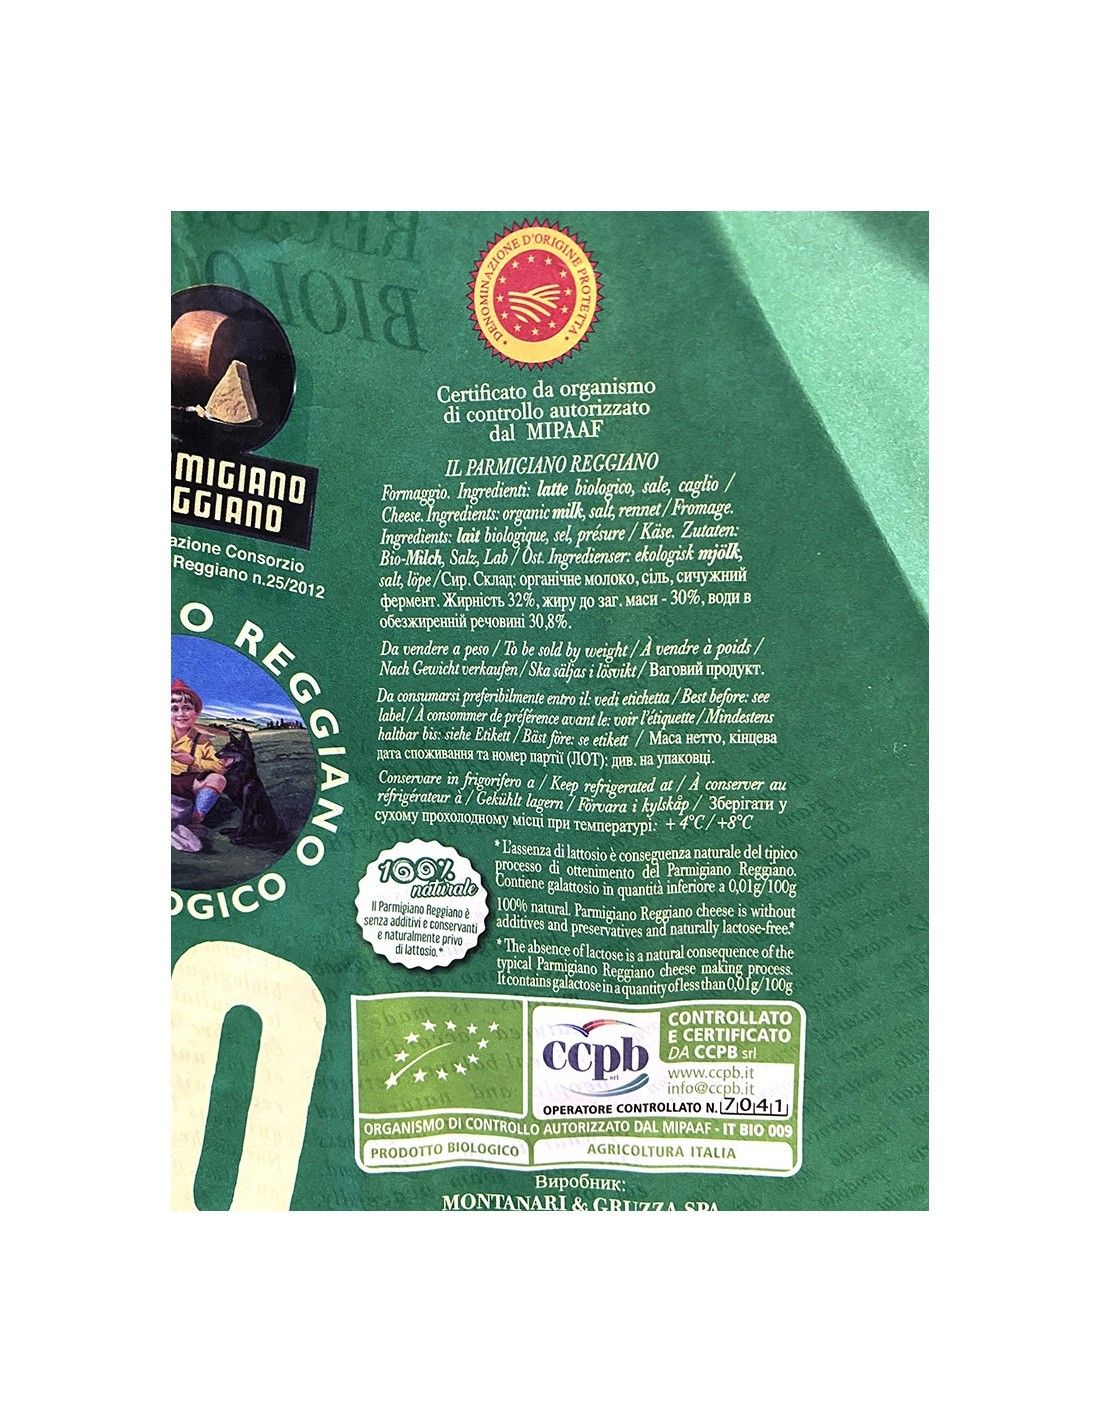 REGGI
BIOLOG
DENOMINAZIONE D'ORIGINE PROTETTA
Certificato da organismo
di controllo autorizzato
dal MIPAAF
IL PARMIGIANO REGGIANO
Formaggio. Ingredienti: latte biologico, sale, caglio /
Cheese. Ingredients: organic milk, salt, rennet / Fromage.
Ingredients: lait biologique, sel, présure / Käse. Zutaten:
Bio-Milch, Salz, Lab / Ost. Ingredienser: ekologisk mjölk,
salt, löpe / Сир. Склад: органічне молоко, сіль, сичужний
фермент. Жирність 32%, жиру до заг. маси - 30%, води в
обезжиренній речовині 30,8%.
Da vendere a peso / To be sold by weight / À vendre à poids /
Nach Gewicht verkaufen / Ska säljas i lösvikt / Ваговий продукт.
Da consumarsi preferibilmente entro il: vedi etichetta / Best before: see
label / À consommer de préférence avant le: voir l'étiquette / Mindestens
haltbar bis: siehe Etikett / Bäst före: se etikett / Маса нетто, кінцева
дата споживання та номер партії (ЛОТ): див. на упаковці.
Conservare in frigorifero a / Keep refrigerated at / À conserver au
réfrigérateur à / Gekühlt lagern / Förvara i kylskåp / Зберігати у
сухому прохолодному місці при температурі: + 4°C / +8°C
* L'assenza di lattosio è conseguenza naturale del tipico
processo di ottenimento del Parmigiano Reggiano.
Contiene galattosio in quantità inferiore a 0,01g/100g
100% natural. Parmigiano Reggiano cheese is without
additives and preservatives and naturally lactose-free.*
* The absence of lactose is a natural consequence of the
typical Parmigiano Reggiano cheese making process.
It contains galactose in a quantity of less than 0,01g/100g
100%
naturale
Il Parmigiano Reggiano è
senza additivi e conservanti
e naturalmente privo
di lattosio.*
MIGIANO
GGIANO
azione Consorzio
Reggiano n.25/2012
O REGGIANO
OGICO
ccpb
srl
CONTROLLATO
E CERTIFICATO
DA CCPB srl
www.ccpb.it
info@ccpb.it
OPERATORE CONTROLLATO N. 7041
ORGANISMO DI CONTROLLO AUTORIZZATO DAL MIPAAF - IT BIO 009
PRODOTTO BIOLOGICO
AGRICOLTURA ITALIA
Виробник:
MONTANARI & GRUZZA SPA